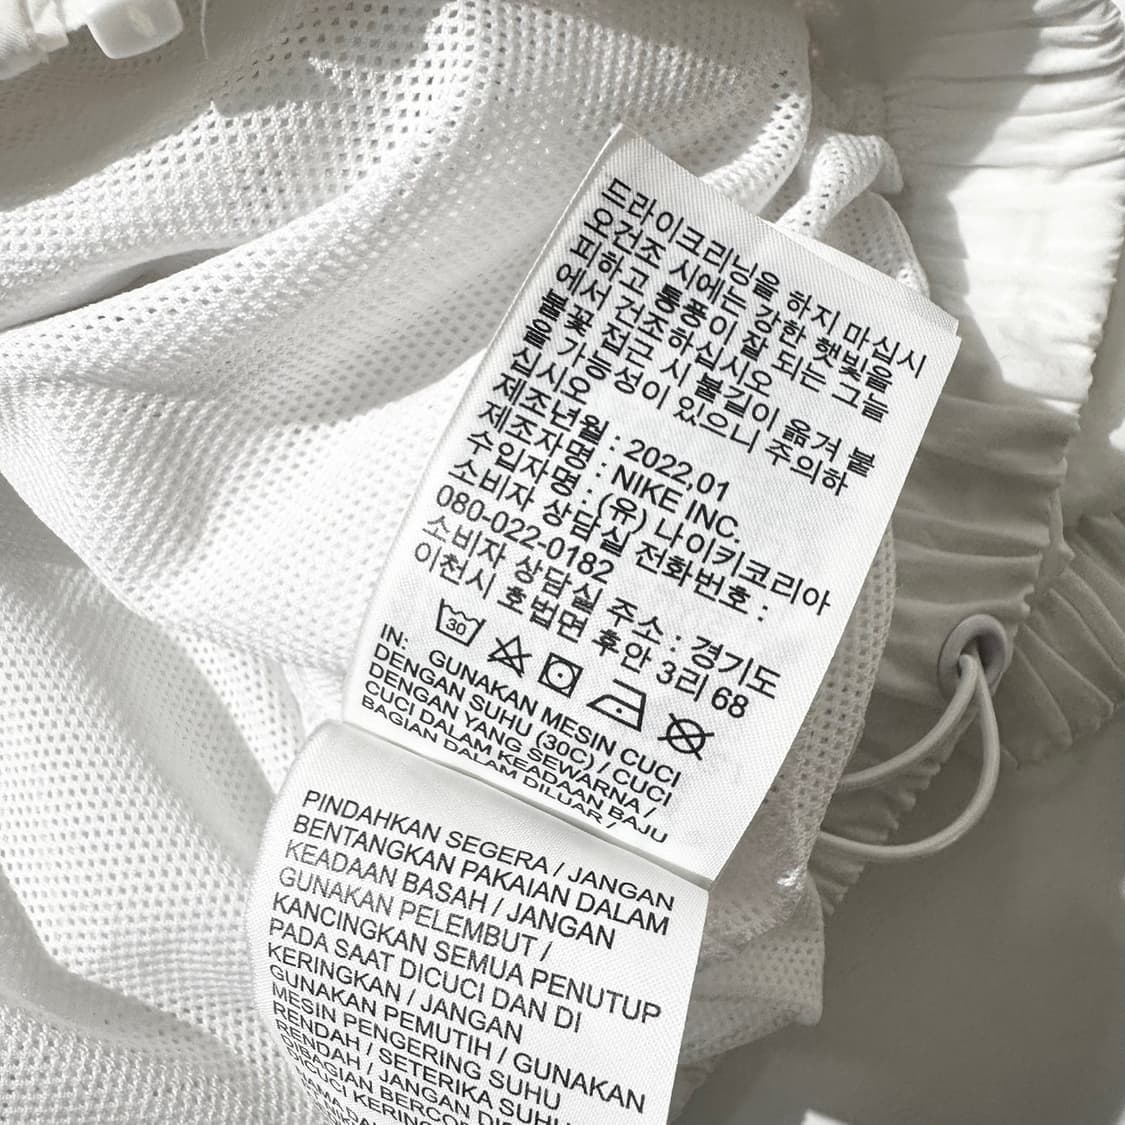 드라이크리닝을 하지 마십시
오건조 시에는 강한 햇빛을
피하고 통풍이 잘 되는 그늘
에서 건조하십시오
불꽃 접근 시 불길이 옮겨 붙
을 가능성이 있으니 주의하
십시오
제조년월 : 2022.01
제조자명 : NIKE INC.
수입자명 : (유) 나이키코리아
소비자 상담실 전화번호 :
080-022-0182
소비자 상담실 주소 : 경기도
이천시 호법면 후안 3리 68
30
IN: GUNAKAN MESIN CUCI
DENGAN SUHU (30C) / CUCI
DENGAN YANG SEWARNA /
CUCI DALAM KEADAAN BAJU
BAGIAN DALAM DILUAR /
PINDAHKAN SEGERA / JANGAN
BENTANGKAN PAKAIAN DALAM
KEADAAN BASAH / JANGAN
GUNAKAN PELEMBUT /
KANCINGKAN SEMUA PENUTUP
PADA SAAT DICUCI DAN DI
KERINGKAN / JANGAN
GUNAKAN PEMUTIH / GUNAKAN
MESIN PENGERING SUHU
RENDAH / SETERIKA SUHU
RENDAH / JANGAN
DIBAGIAN
DICUCI